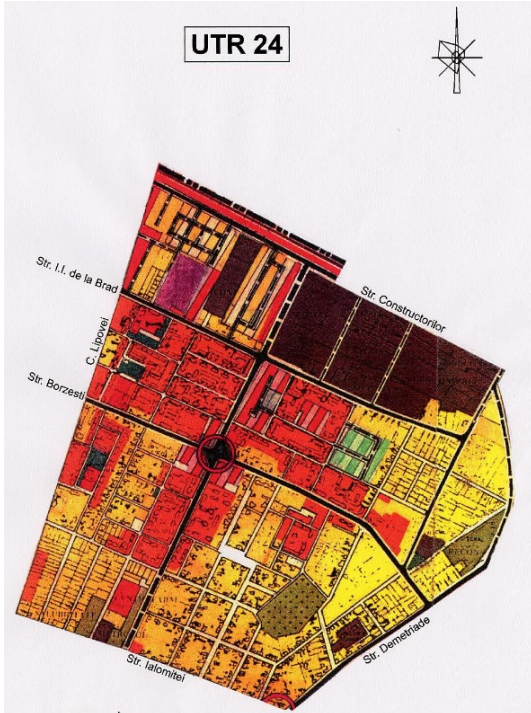 UTR 24
Str. I.I. de la Brad
Str. Constructorilor
C. Lipovei
Str. Borzesti
Str. Demetriade
Str. Ialomitei